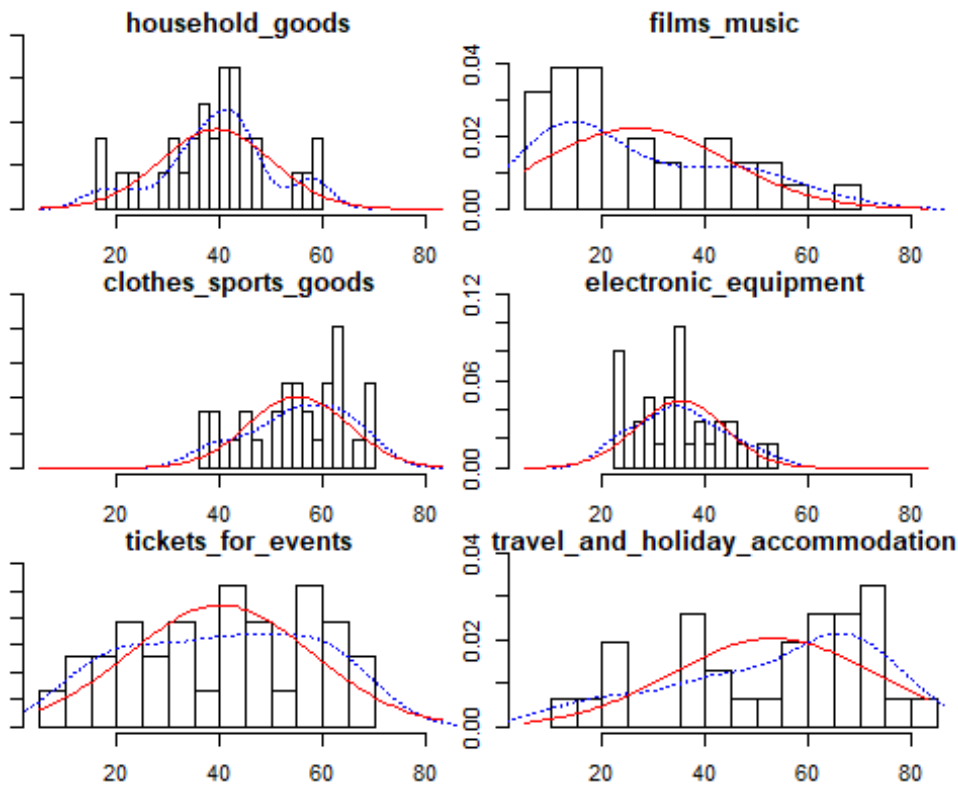 household_goods
films_music
0.00 0.02 0.04
20 40 60 80
20 40 60 80
clothes_sports_goods
electronic_equipment
0.00 0.06 0.12
20 40 60 80
20 40 60 80
tickets_for_events
travel_and_holiday_accommodation
0.00 0.02 0.04
20 40 60 80
20 40 60 80